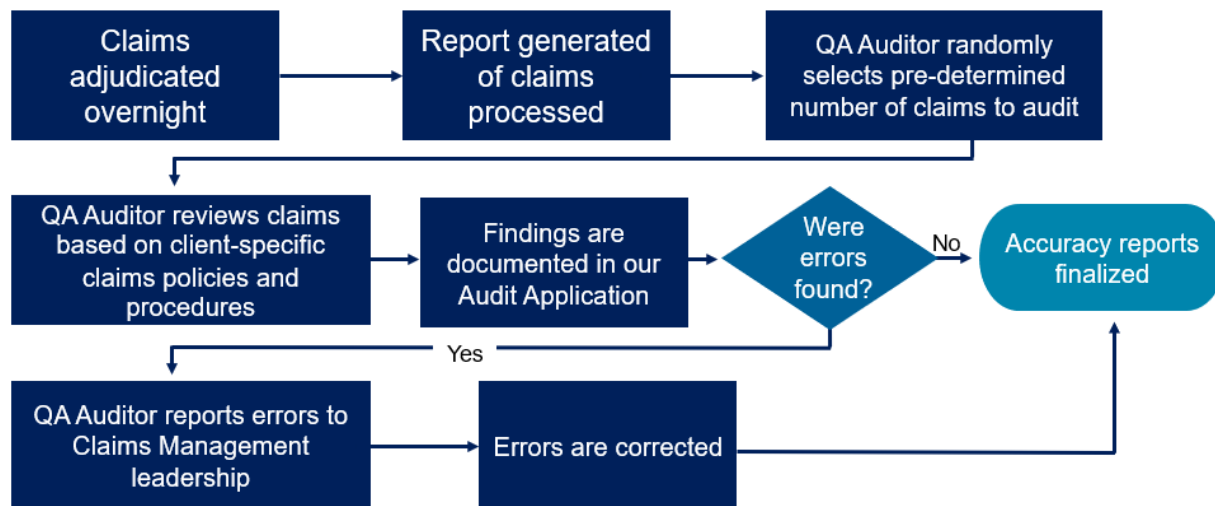 Claims
adjudicated
overnight
Report generated
of claims
processed
QA Auditor randomly
selects pre-determined
number of claims to audit
QA Auditor reviews claims
based on client-specific
claims policies and
procedures
Findings are
documented in our
Audit Application
Were
errors
found?
No
Accuracy reports
finalized
Yes
QA Auditor reports errors to
Claims Management
leadership
Errors are corrected